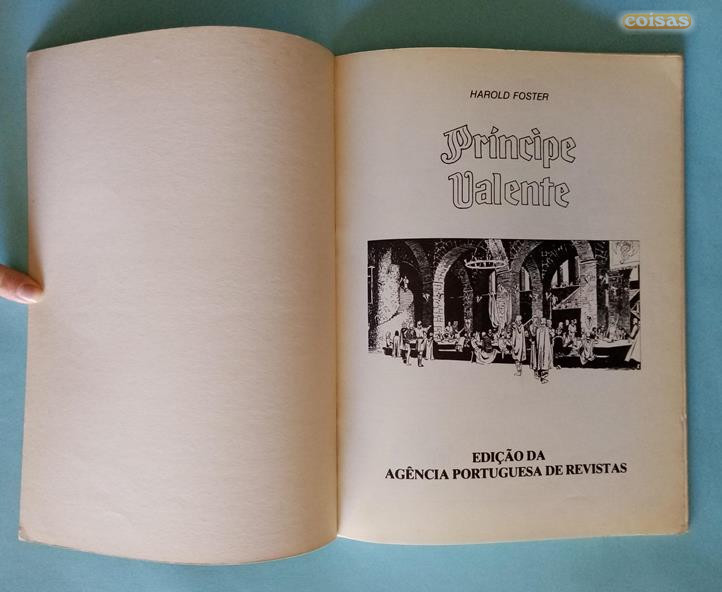 coisas
HAROLD FOSTER
Príncipe
Valente
EDIÇÃO DA
AGÊNCIA PORTUGUESA DE REVISTAS